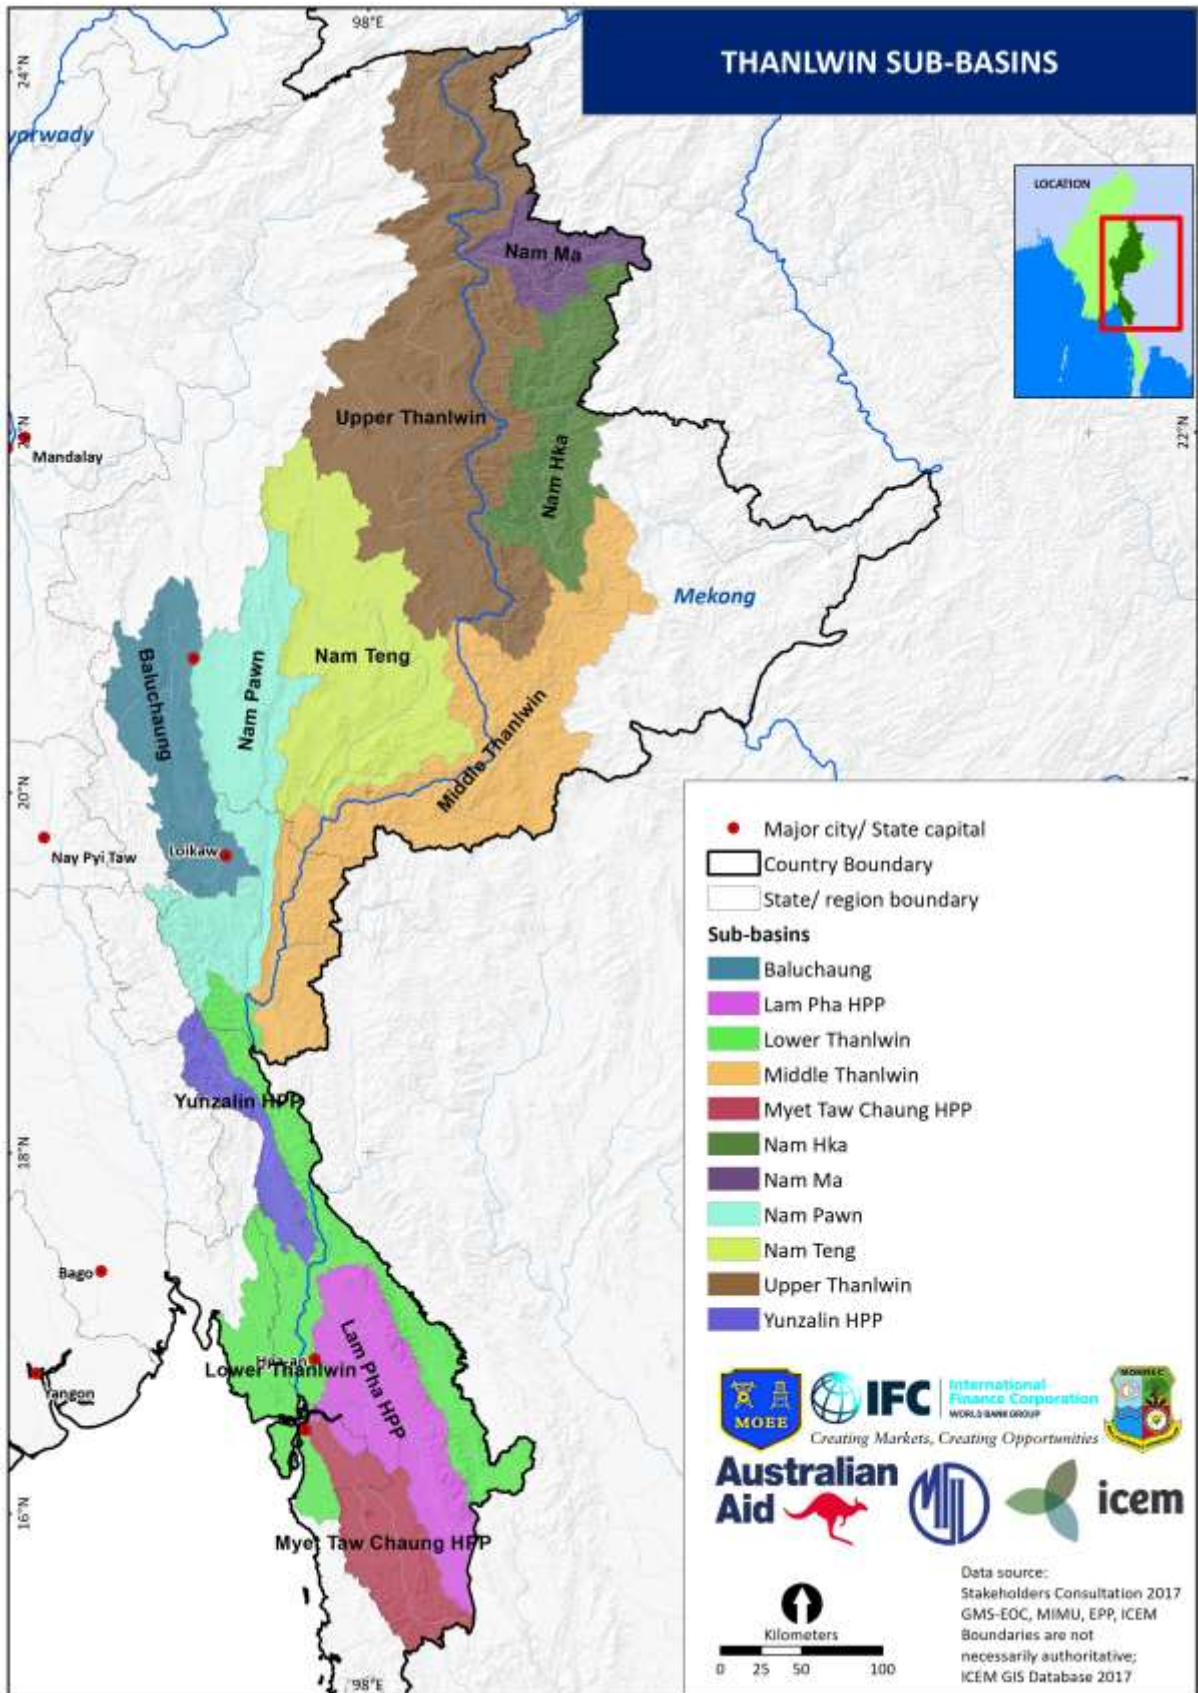 98°E
THANLWIN SUB-BASINS
24°N
yarwady
LOCATION
Nam Ma
Upper Thanlwin
22°N
Mandalay
Nam Hka
Mekong
Baluchaung
Nam Pawn
Nam Teng
Middle Thanlwin
20°N
Nay Pyi Taw
Loikaw
Major city/ State capital
Country Boundary
State/ region boundary
Sub-basins
Baluchaung
Lam Pha HPP
Lower Thanlwin
Middle Thanlwin
Myet Taw Chaung HPP
Nam Hka
Nam Ma
Nam Pawn
Nam Teng
Upper Thanlwin
Yunzalin HPP
Yunzalin HPP
18°N
Bago
Lam Pha HPP
Lower Thanlwin
Yangon
16°N
Myet Taw Chaung HPP
MOEE
IFC
International
Finance Corporation
WORLD BANK GROUP
Creating Markets, Creating Opportunities
Australian
Aid
icem
Data source:
Stakeholders Consultation 2017
GMS-EOC, MIMU, EPP, ICEM
Boundaries are not
necessarily authoritative;
ICEM GIS Database 2017
Kilometers
0 25 50 100
98°E